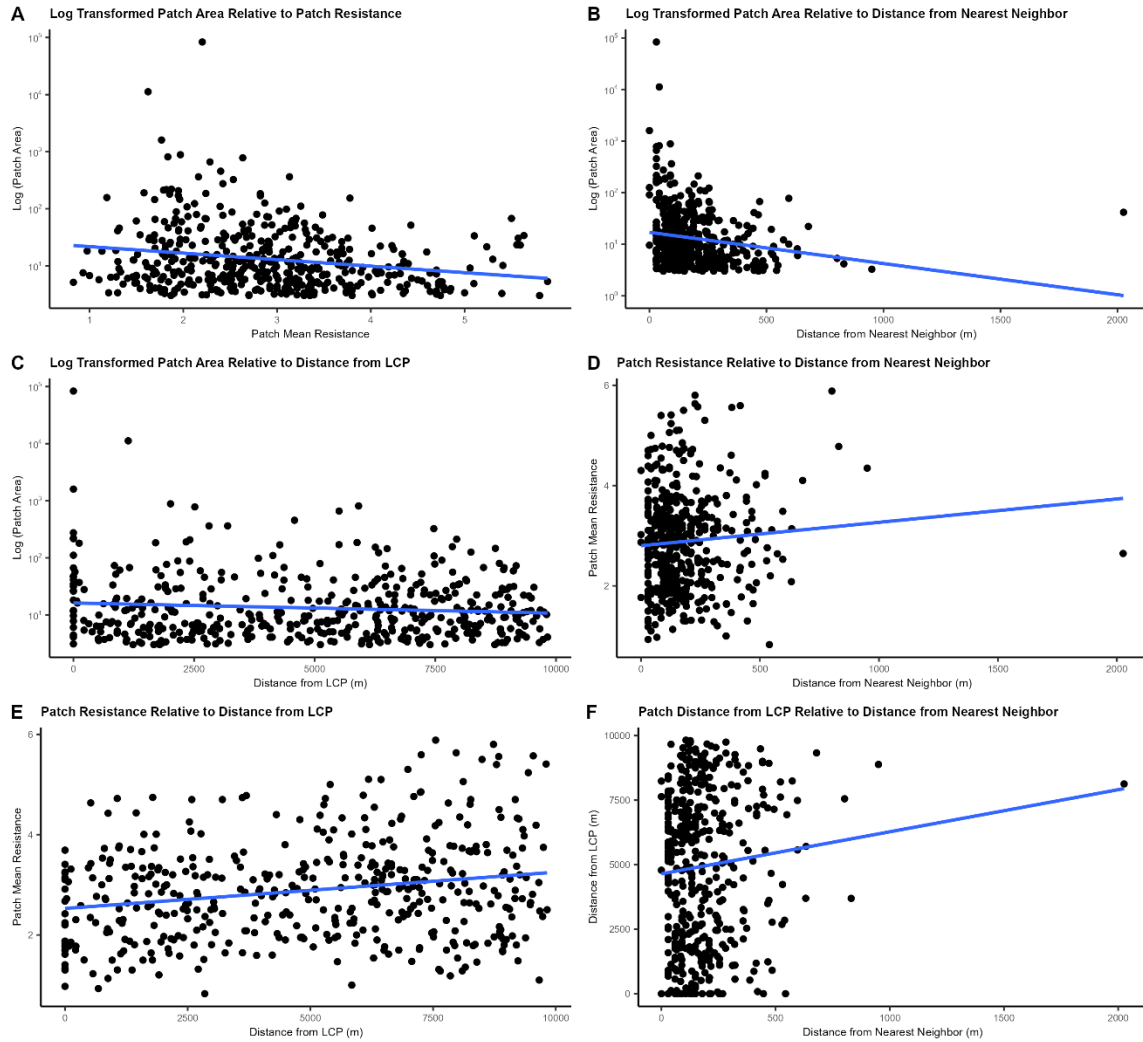 A Log Transformed Patch Area Relative to Patch Resistance
10⁵
10⁴
10³
10²
10¹
Log (Patch Area)
1 2 3 4 5
Patch Mean Resistance
B Log Transformed Patch Area Relative to Distance from Nearest Neighbor
10⁵
10⁴
10³
10²
10¹
10⁰
Log (Patch Area)
0 500 1000 1500 2000
Distance from Nearest Neighbor (m)
C Log Transformed Patch Area Relative to Distance from LCP
10⁵
10⁴
10³
10²
10¹
Log (Patch Area)
0 2500 5000 7500 10000
Distance from LCP (m)
D Patch Resistance Relative to Distance from Nearest Neighbor
6
4
2
Patch Mean Resistance
0 500 1000 1500 2000
Distance from Nearest Neighbor (m)
E Patch Resistance Relative to Distance from LCP
6
4
2
Patch Mean Resistance
0 2500 5000 7500 10000
Distance from LCP (m)
F Patch Distance from LCP Relative to Distance from Nearest Neighbor
10000
7500
5000
2500
0
Distance from LCP (m)
0 500 1000 1500 2000
Distance from Nearest Neighbor (m)